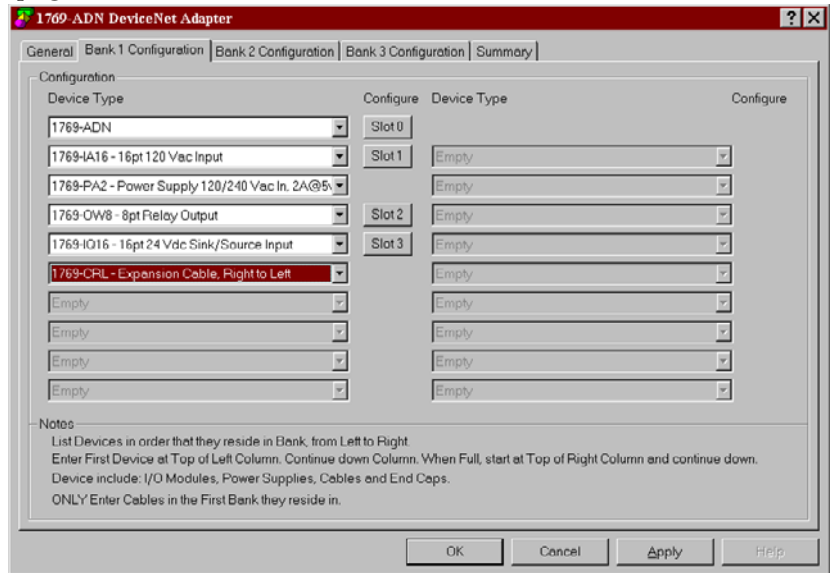 1769-ADN DeviceNet Adapter
General Bank 1 Configuration Bank 2 Configuration Bank 3 Configuration Summary
Configuration
Device Type Configure Device Type Configure
1769-ADN Slot 0
1769-IA16 - 16pt 120 Vac Input Slot 1 Empty
1769-PA2 - Power Supply 120/240 Vac In. 2A@5 Empty
1769-OW8 - 8pt Relay Output Slot 2 Empty
1769-IQ16 - 16pt 24 Vdc Sink/Source Input Slot 3 Empty
1769-CRL - Expansion Cable, Right to Left Empty
Empty Empty
Empty Empty
Empty Empty
Empty Empty
Notes
List Devices in order that they reside in Bank, from Left to Right.
Enter First Device at Top of Left Column. Continue down Column. When Full, start at Top of Right Column and continue down.
Device include: I/O Modules, Power Supplies, Cables and End Caps.
ONLY Enter Cables in the First Bank they reside in.
OK Cancel Apply Help